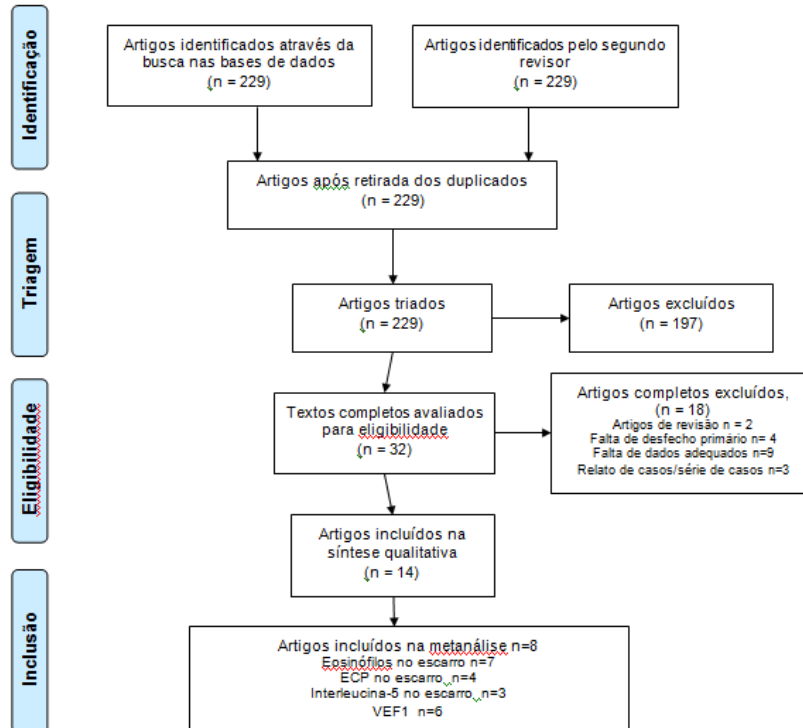 Identificação
Artigos identificados através da
busca nas bases de dados
(n = 229)
Artigos identificados pelo segundo
revisor
(n = 229)
Artigos após retirada dos duplicados
(n = 229)
Triagem
Artigos triados
(n = 229)
Artigos excluídos
(n = 197)
Eligibilidade
Textos completos avaliados
para eligibilidade
(n = 32)
Artigos completos excluídos,
(n = 18)
Artigos de revisão n = 2
Falta de desfecho primário n= 4
Falta de dados adequados n=9
Relato de casos/série de casos n=3
Artigos incluídos na
síntese qualitativa
(n = 14)
Inclusão
Artigos incluídos na metanálise n=8
Eosinófilos no escarro n=7
ECP no escarro, n=4
Interleucina-5 no escarro, n=3
VEF1 n=6